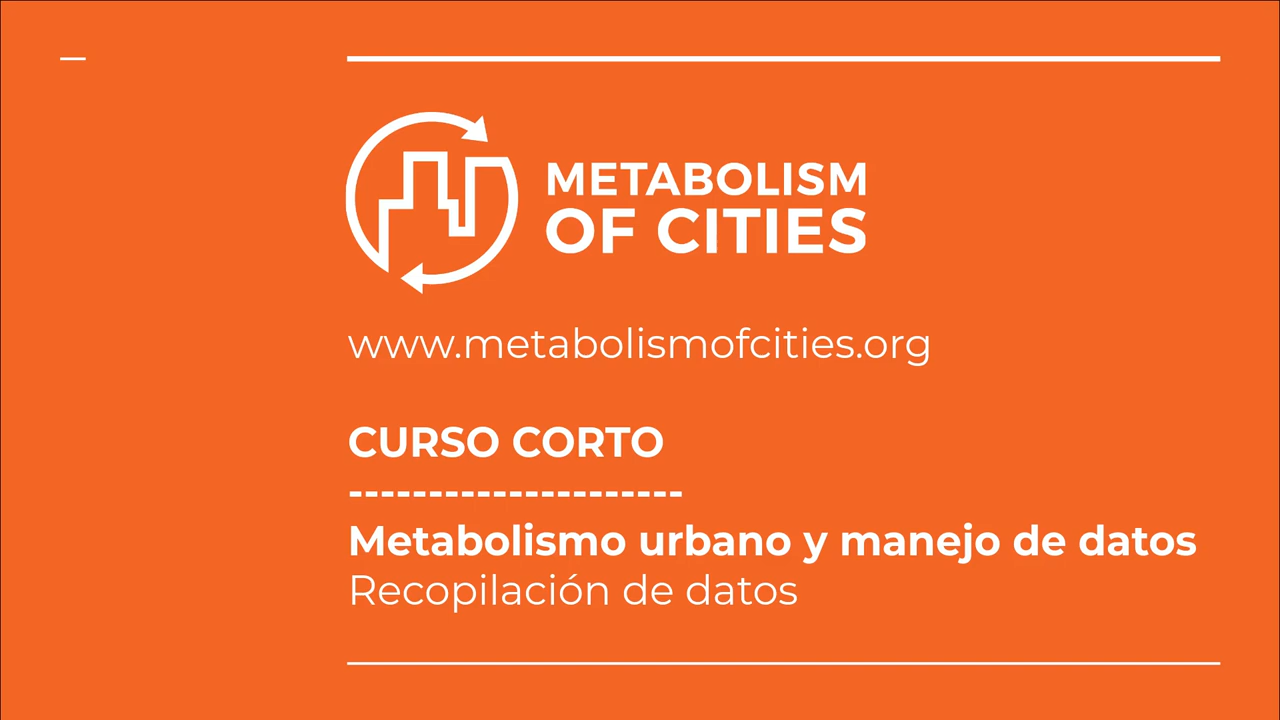 METABOLISM
OF CITIES
www.metabolismofcities.org
CURSO CORTO
---------------------
Metabolismo urbano y manejo de datos
Recopilación de datos